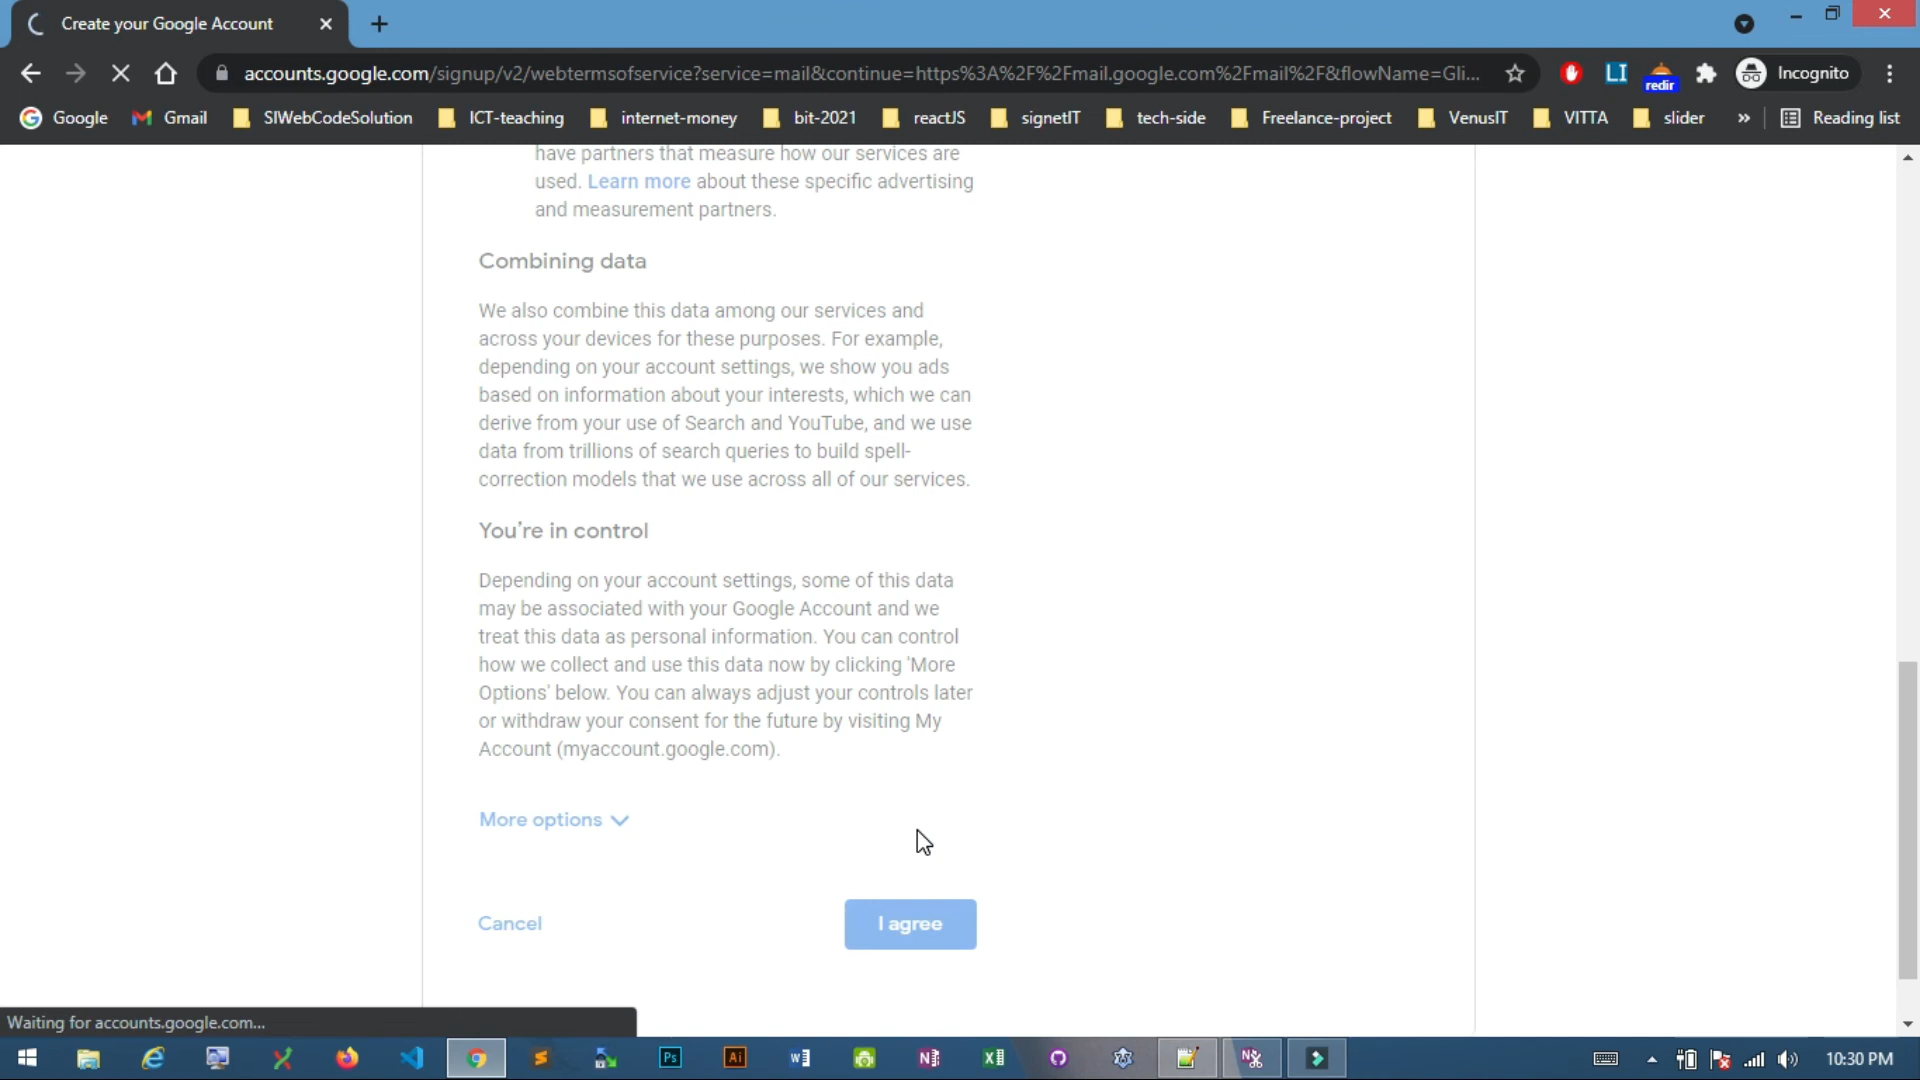 Create your Google Account
accounts.google.com/signup/v2/webtermsofservice?service=mail&continue=https%3A%2F%2Fmail.google.com%2Fmail%2F&flowName=Gli...
LI
redir
Incognito
Google
Gmail
SIWebCodeSolution
ICT-teaching
internet-money
bit-2021
reactJS
signetIT
tech-side
Freelance-project
VenusIT
VITTA
slider
»
Reading list
have partners that measure how our services are
used. Learn more about these specific advertising
and measurement partners.
Combining data
We also combine this data among our services and
across your devices for these purposes. For example,
depending on your account settings, we show you ads
based on information about your interests, which we can
derive from your use of Search and YouTube, and we use
data from trillions of search queries to build spell-
correction models that we use across all of our services.
You’re in control
Depending on your account settings, some of this data
may be associated with your Google Account and we
treat this data as personal information. You can control
how we collect and use this data now by clicking 'More
Options' below. You can always adjust your controls later
or withdraw your consent for the future by visiting My
Account (myaccount.google.com).
More options
Cancel
I agree
Waiting for accounts.google.com...
Ps
Ai
10:30 PM